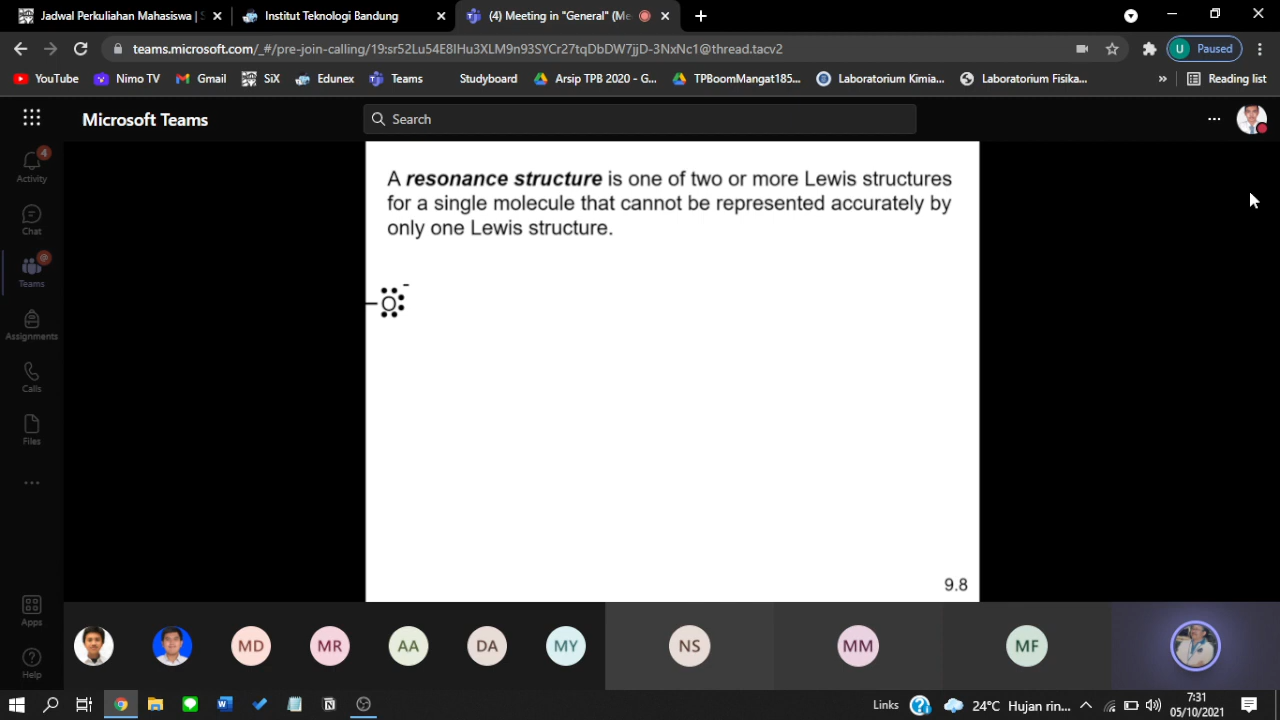 Jadwal Perkuliahan Mahasiswa | S
Institut Teknologi Bandung
(4) Meeting in "General" (Me
teams.microsoft.com/_#/pre-join-calling/19:sr52Lu54E8IHu3XLM9n93SYCr27tqDbDW7jjD-3NxNc1@thread.tacv2
U Paused
YouTube Nimo TV Gmail SIX Edunex Teams Studyboard Arsip TPB 2020 - G... TPBromMangat185... Laboratorium Kimia... Laboratorium Fisika... » Reading list
Microsoft Teams
Search
4
Activity
Chat
@
Teams
Assignments
Calls
Files
Apps
Help
A resonance structure is one of two or more Lewis structures
for a single molecule that cannot be represented accurately by
only one Lewis structure.
-O -
9.8
MD MR AA DA MY NS MM MF
Links 24°C Hujan rin...
7:31
05/10/2021